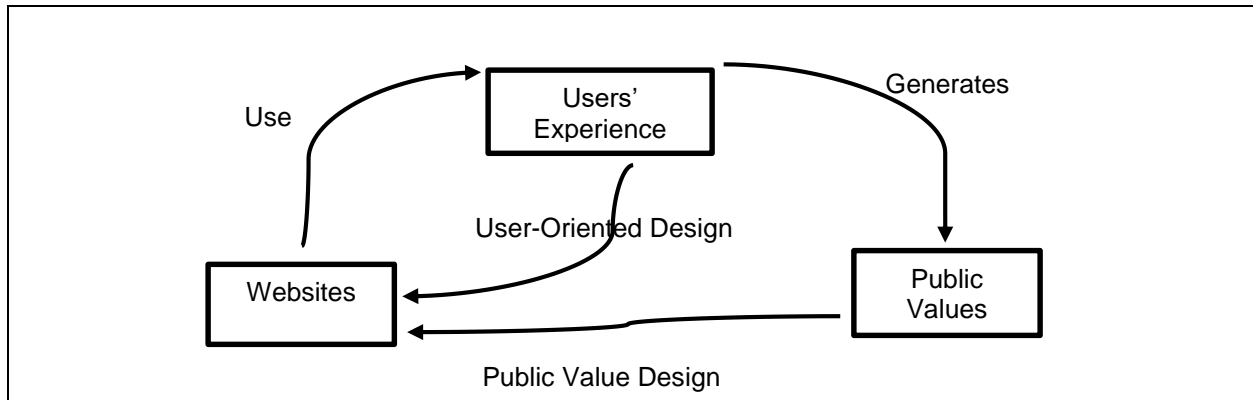 Use
Users’
Experience
Generates
User-Oriented Design
Websites
Public
Values
Public Value Design